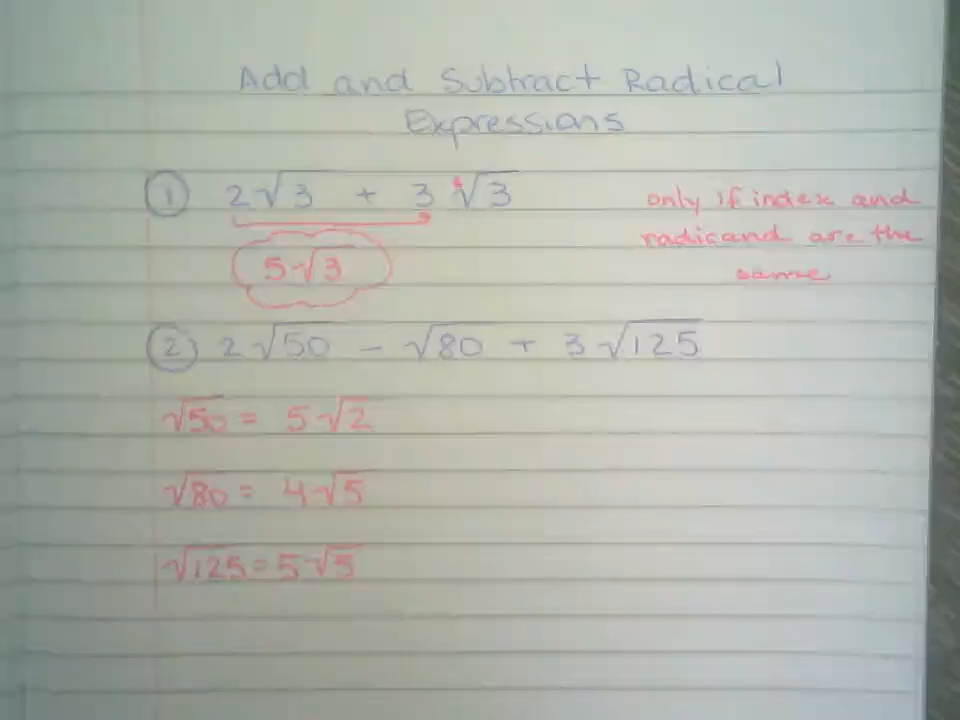 Add and Subtract Radical
Expressions
① 2√3 + 3√3
only if index and
radicand are the
same
5√3
② 2√50 - √80 + 3√125
√50 = 5√2
√80 = 4√5
√125 = 5√5